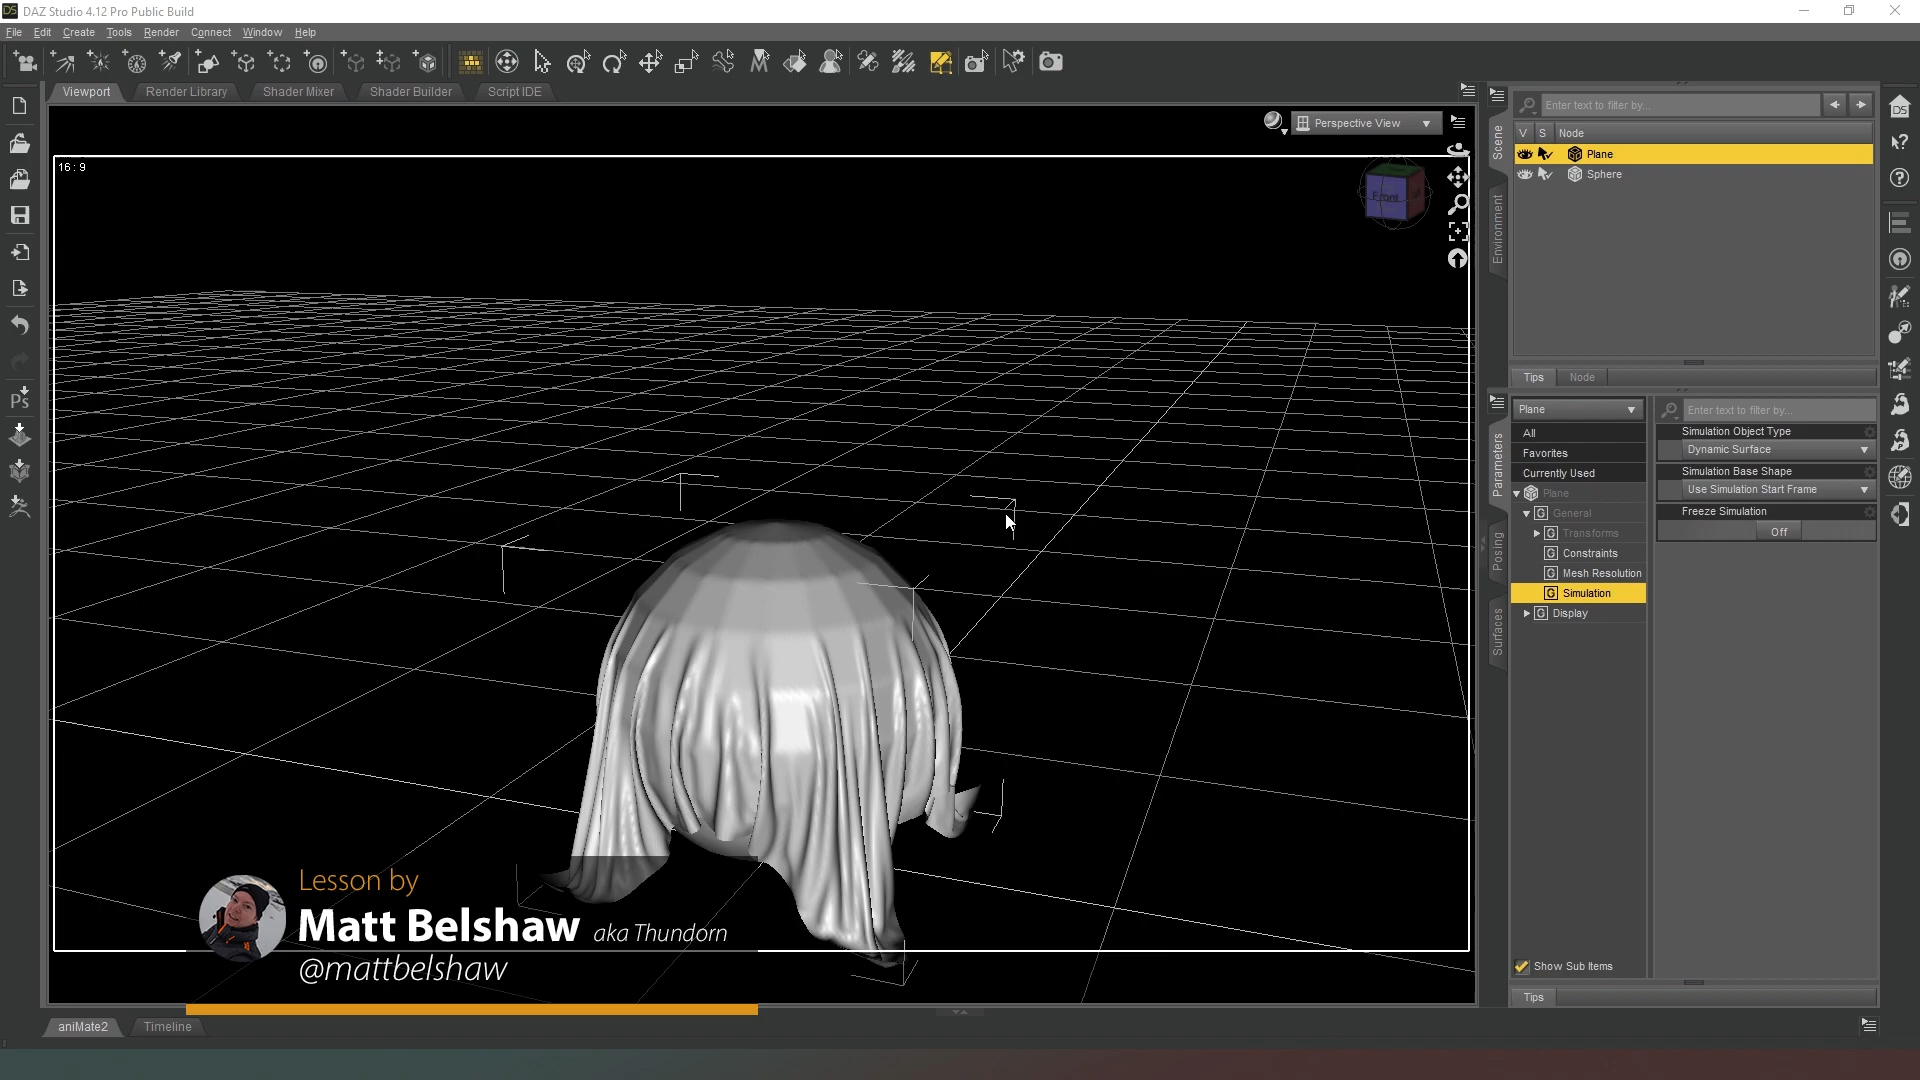 DS DAZ Studio 4.12 Pro Public Build
File Edit Create Tools Render Connect Window Help
Viewport Render Library Shader Mixer Shader Builder Script IDE
Perspective View
16 : 9
Front
Scene
Environment
Enter text to filter by...
V S Node
Plane
Sphere
Tips Node
Parameters
Posing
Surfaces
Plane
All
Favorites
Currently Used
Plane
G General
G Transforms
G Constraints
G Mesh Resolution
G Simulation
G Display
Show Sub Items
Enter text to filter by...
Simulation Object Type
Dynamic Surface
Simulation Base Shape
Use Simulation Start Frame
Freeze Simulation
Off
Tips
DS
Ps
Lesson by
Matt Belshaw aka Thundorn
@mattbelshaw
aniMate2 Timeline